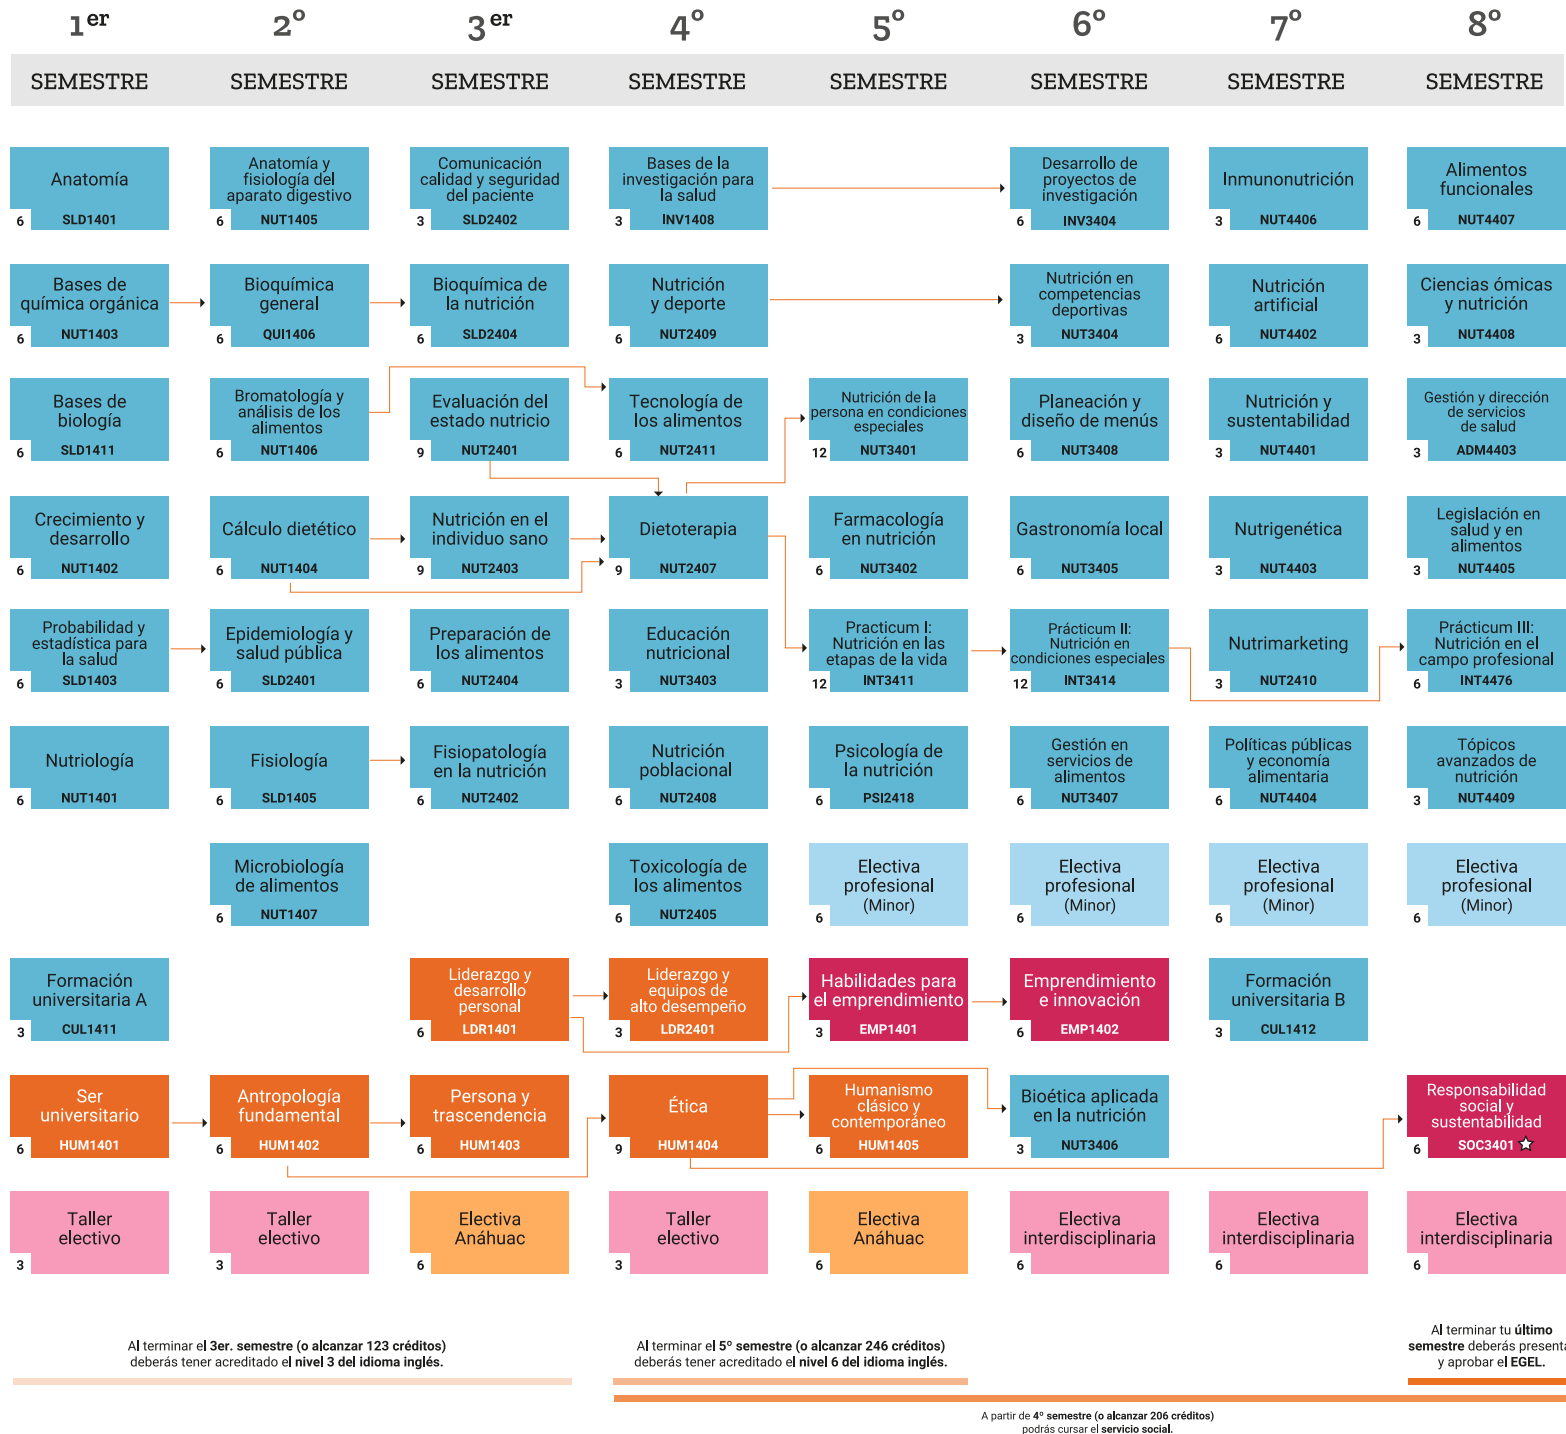 1er 2º 3er 4º 5º 6º 7º 8º
SEMESTRE SEMESTRE SEMESTRE SEMESTRE SEMESTRE SEMESTRE SEMESTRE SEMESTRE
Anatomía
6 SLD1401
Anatomía y
fisiología del
aparato digestivo
6 NUT1405
Comunicación
calidad y seguridad
del paciente
3 SLD2402
Bases de la
investigación para
la salud
3 INV1408
Desarrollo de
proyectos de
investigación
6 INV3404
Inmunonutrición
3 NUT4406
Alimentos
funcionales
6 NUT4407
Bases de
química orgánica
6 NUT1403
Bioquímica
general
6 QUI1406
Bioquímica de
la nutrición
6 SLD2404
Nutrición
y deporte
6 NUT2409
Nutrición en
competencias
deportivas
3 NUT3404
Nutrición
artificial
6 NUT4402
Ciencias ómicas
y nutrición
3 NUT4408
Bases de
biología
6 SLD1411
Bromatología y
análisis de los
alimentos
6 NUT1406
Evaluación del
estado nutricio
9 NUT2401
Tecnología de
los alimentos
6 NUT2411
Nutrición de la
persona en condiciones
especiales
12 NUT3401
Planeación y
diseño de menús
6 NUT3408
Nutrición y
sustentabilidad
3 NUT4401
Gestión y dirección
de servicios
de salud
3 ADM4403
Crecimiento y
desarrollo
6 NUT1402
Cálculo dietético
6 NUT1404
Nutrición en el
individuo sano
9 NUT2403
Dietoterapia
9 NUT2407
Farmacología
en nutrición
6 NUT3402
Gastronomía local
6 NUT3405
Nutrigenética
3 NUT4403
Legislación en
salud y en
alimentos
3 NUT4405
Probabilidad y
estadística para
la salud
6 SLD1403
Epidemiología y
salud pública
6 SLD2401
Preparación de
los alimentos
6 NUT2404
Educación
nutricional
3 NUT3403
Practicum I:
Nutrición en las
etapas de la vida
12 INT3411
Prácticum II:
Nutrición en
condiciones especiales
12 INT3414
Nutrimarketing
3 NUT2410
Prácticum III:
Nutrición en el
campo profesional
6 INT4476
Nutriología
6 NUT1401
Fisiología
6 SLD1405
Fisiopatología
en la nutrición
6 NUT2402
Nutrición
poblacional
6 NUT2408
Psicología de
la nutrición
6 PSI2418
Gestión en
servicios de
alimentos
6 NUT3407
Políticas públicas
y economía
alimentaria
6 NUT4404
Tópicos
avanzados de
nutrición
3 NUT4409
Microbiología
de alimentos
6 NUT1407
Toxicología de
los alimentos
6 NUT2405
Electiva
profesional
(Minor)
6
Electiva
profesional
(Minor)
6
Electiva
profesional
(Minor)
6
Electiva
profesional
(Minor)
6
Formación
universitaria A
3 CUL1411
Liderazgo y
desarrollo
personal
6 LDR1401
Liderazgo y
equipos de
alto desempeño
3 LDR2401
Habilidades para
el emprendimiento
3 EMP1401
Emprendimiento
e innovación
6 EMP1402
Formación
universitaria B
3 CUL1412
Ser
universitario
6 HUM1401
Antropología
fundamental
6 HUM1402
Persona y
trascendencia
6 HUM1403
Ética
9 HUM1404
Humanismo
clásico y
contemporáneo
6 HUM1405
Bioética aplicada
en la nutrición
3 NUT3406
Responsabilidad
social y
sustentabilidad
6 SOC3401
Taller
electivo
3
Taller
electivo
3
Electiva
Anáhuac
6
Taller
electivo
3
Electiva
Anáhuac
6
Electiva
interdisciplinaria
6
Electiva
interdisciplinaria
6
Electiva
interdisciplinaria
6
Al terminar el 3er. semestre (o alcanzar 123 créditos)
deberás tener acreditado el nivel 3 del idioma inglés.
Al terminar el 5º semestre (o alcanzar 246 créditos)
deberás tener acreditado el nivel 6 del idioma inglés.
Al terminar tu último
semestre deberás presenta
y aprobar el EGEL.
A partir de 4º semestre (o alcanzar 206 créditos)
podrás cursar el servicio social.